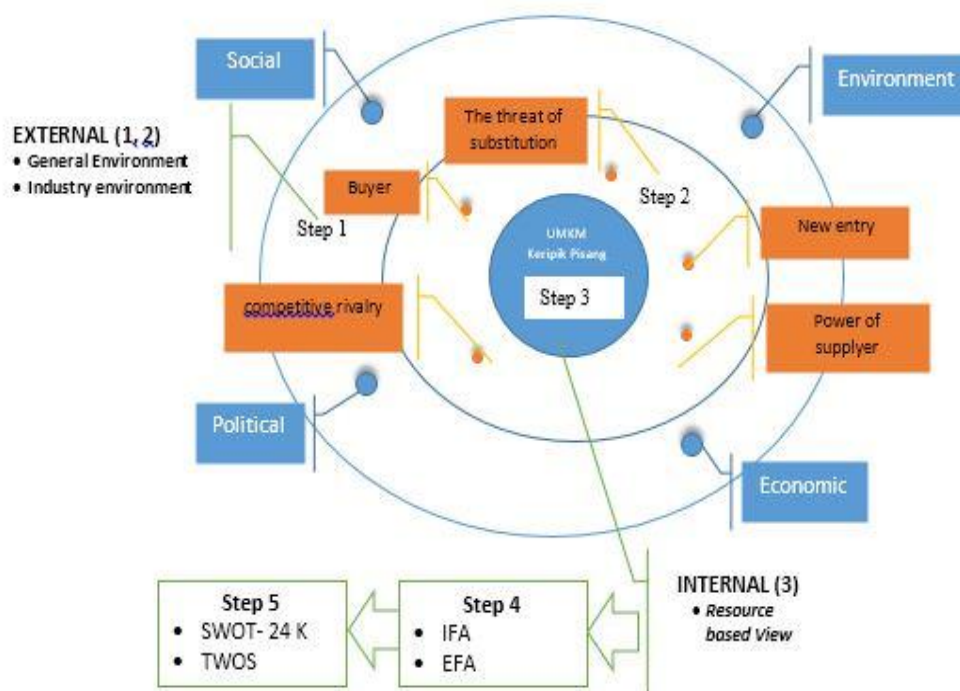 Social
Environment
EXTERNAL (1, 2)
• General Environment
• Industry environment
The threat of
substitution
Buyer
Step 1
Step 2
New entry
UMKM
Keripik Pisang
Step 3
competitive rivalry
Power of
supplyer
Political
Economic
INTERNAL (3)
• Resource
based View
Step 4
• IFA
• EFA
Step 5
• SWOT- 24 K
• TWOS